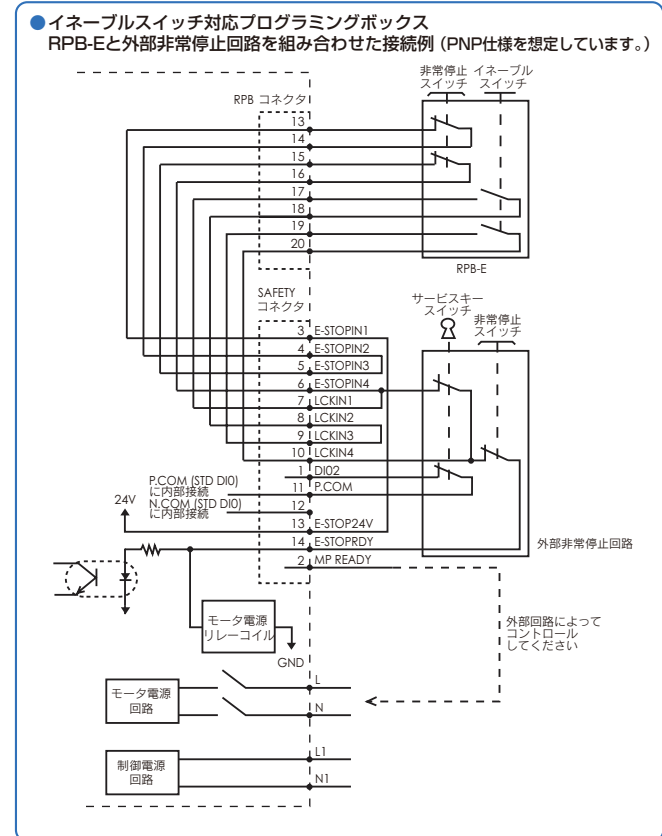 ●イネーブルスイッチ対応プログラミングボックス
RPB-Eと外部非常停止回路を組み合わせた接続例（PNP仕様を想定しています。）
非常停止
スイッチ
イネーブル
スイッチ
RPB コネクタ
13
14
15
16
17
18
19
20
RPB-E
SAFETY
コネクタ
サービスキー
スイッチ
非常停止
スイッチ
3 E-STOPIN1
4 E-STOPIN2
5 E-STOPIN3
6 E-STOPIN4
7 LCKIN1
8 LCKIN2
9 LCKIN3
10 LCKIN4
1 DI02
11 P.COM
12
13 E-STOP24V
14 E-STOPRDY
2 MP READY
P.COM (STD DIO)
に内部接続
N.COM (STD DIO)
に内部接続
24V
外部非常停止回路
モータ電源
リレーコイル
GND
外部回路によって
コントロール
してください
モータ電源
回路
L
N
制御電源
回路
L1
N1